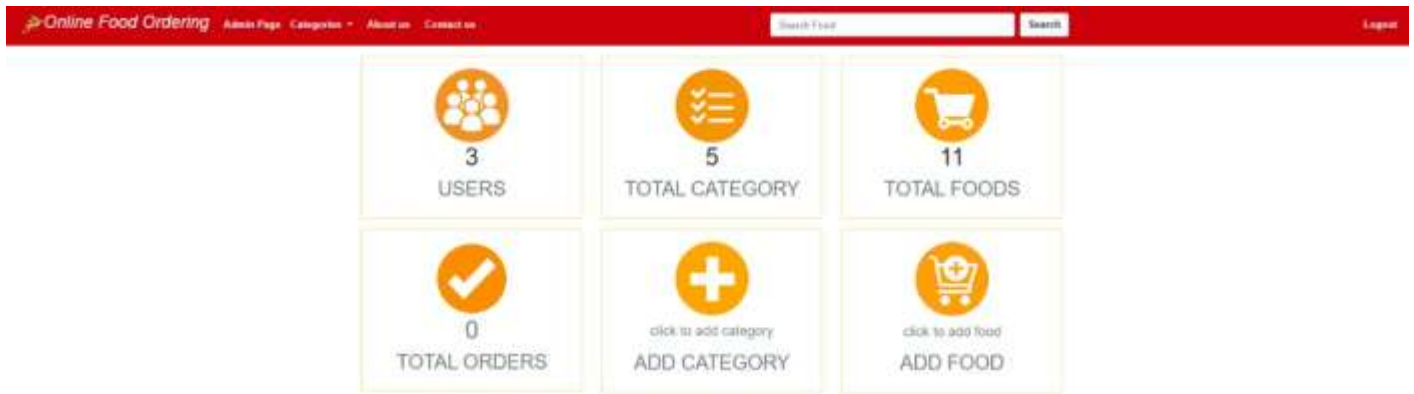 Online Food Ordering Admin Page Categories About us Contact us Search Food Search Logout
3
USERS
5
TOTAL CATEGORY
11
TOTAL FOODS
0
TOTAL ORDERS
click to add category
ADD CATEGORY
click to add food
ADD FOOD